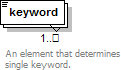 keyword
1..□
An element that determines
single keyword.